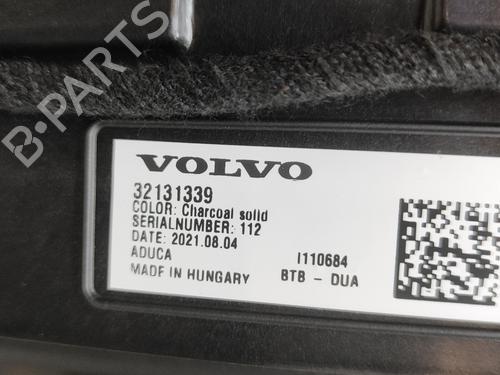 B-PARTS
VOLVO
32131339
COLOR: Charcoal solid
SERIALNUMBER: 112
DATE: 2021.08.04
ADUCA I110684
MADE IN HUNGARY BTB - DUA